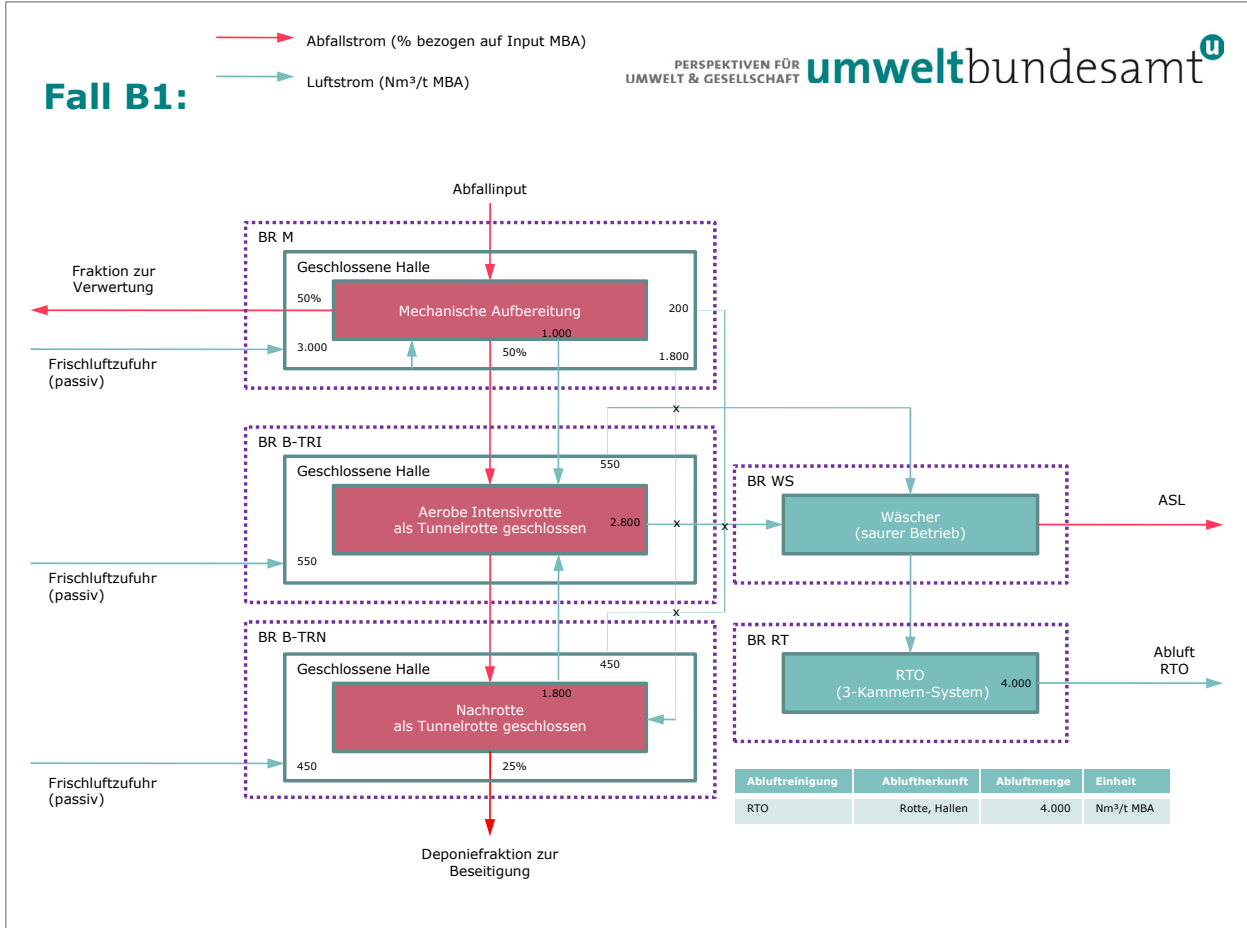 Abfallstrom (% bezogen auf Input MBA)
Luftstrom (Nm³/t MBA)
PERSPEKTIVEN FÜR
UMWELT & GESELLSCHAFT
umweltbundesamt
u
Fall B1:
Abfallinput
BR M
Geschlossene Halle
Fraktion zur
Verwertung
50%
Mechanische Aufbereitung
200
1.000
3.000
50%
1.800
Frischluftzufuhr
(passiv)
x
BR B-TRI
Geschlossene Halle
550
Aerobe Intensivrotte
als Tunnelrotte geschlossen
2.800
x
x
550
Frischluftzufuhr
(passiv)
BR WS
Wäscher
(saurer Betrieb)
ASL
x
BR B-TRN
Geschlossene Halle
450
1.800
Nachrotte
als Tunnelrotte geschlossen
450
25%
Frischluftzufuhr
(passiv)
BR RT
RTO
(3-Kammern-System)
4.000
Abluft
RTO
Deponiefraktion zur
Beseitigung
Abluftreinigung Abluftherkunft Abluftmenge Einheit
RTO Rotte, Hallen 4.000 Nm³/t MBA